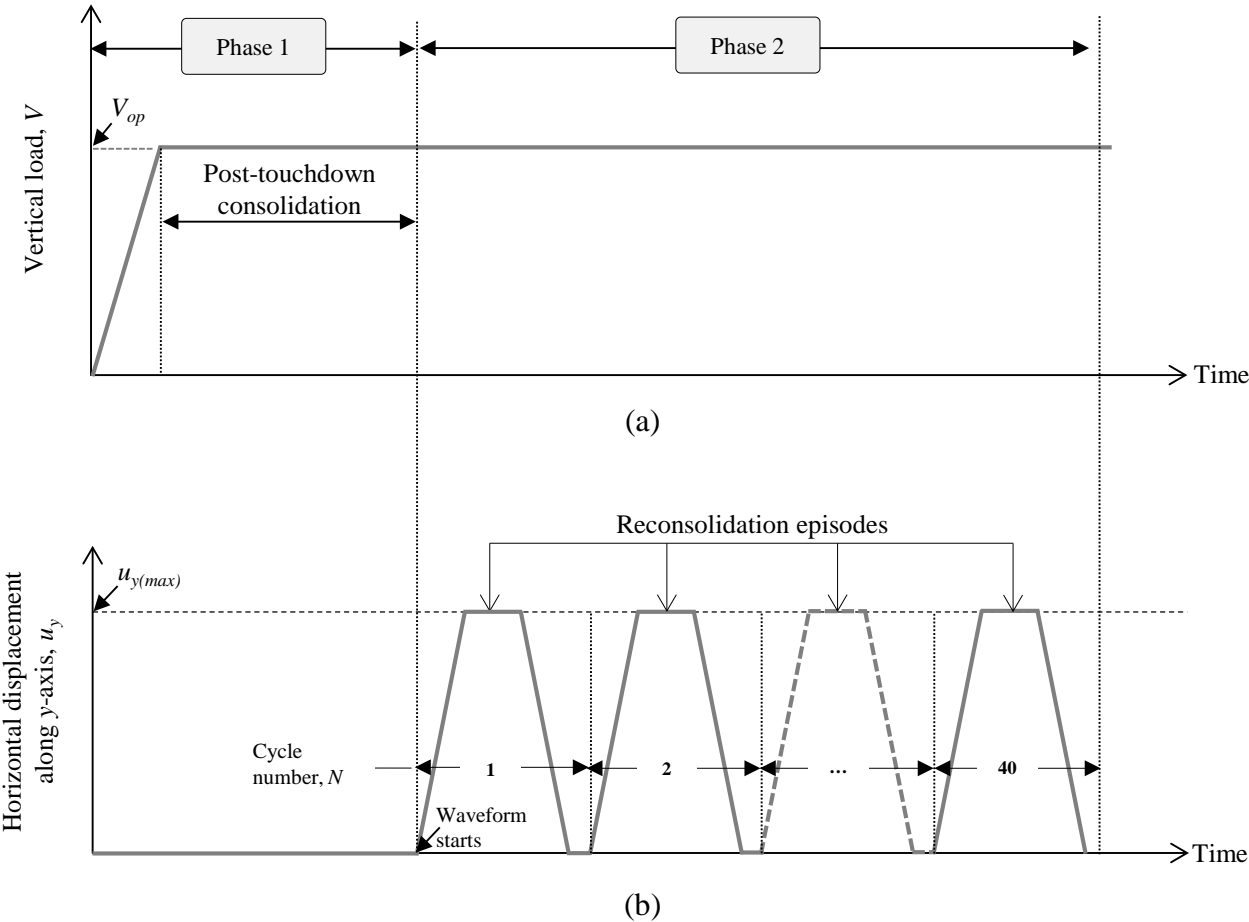 Phase 1
Phase 2
V_op
Vertical load, V
Post-touchdown
consolidation
Time
(a)
Reconsolidation episodes
u_y(max)
Horizontal displacement
along y-axis, u_y
Cycle
number, N
1
2
...
40
Waveform
starts
Time
(b)